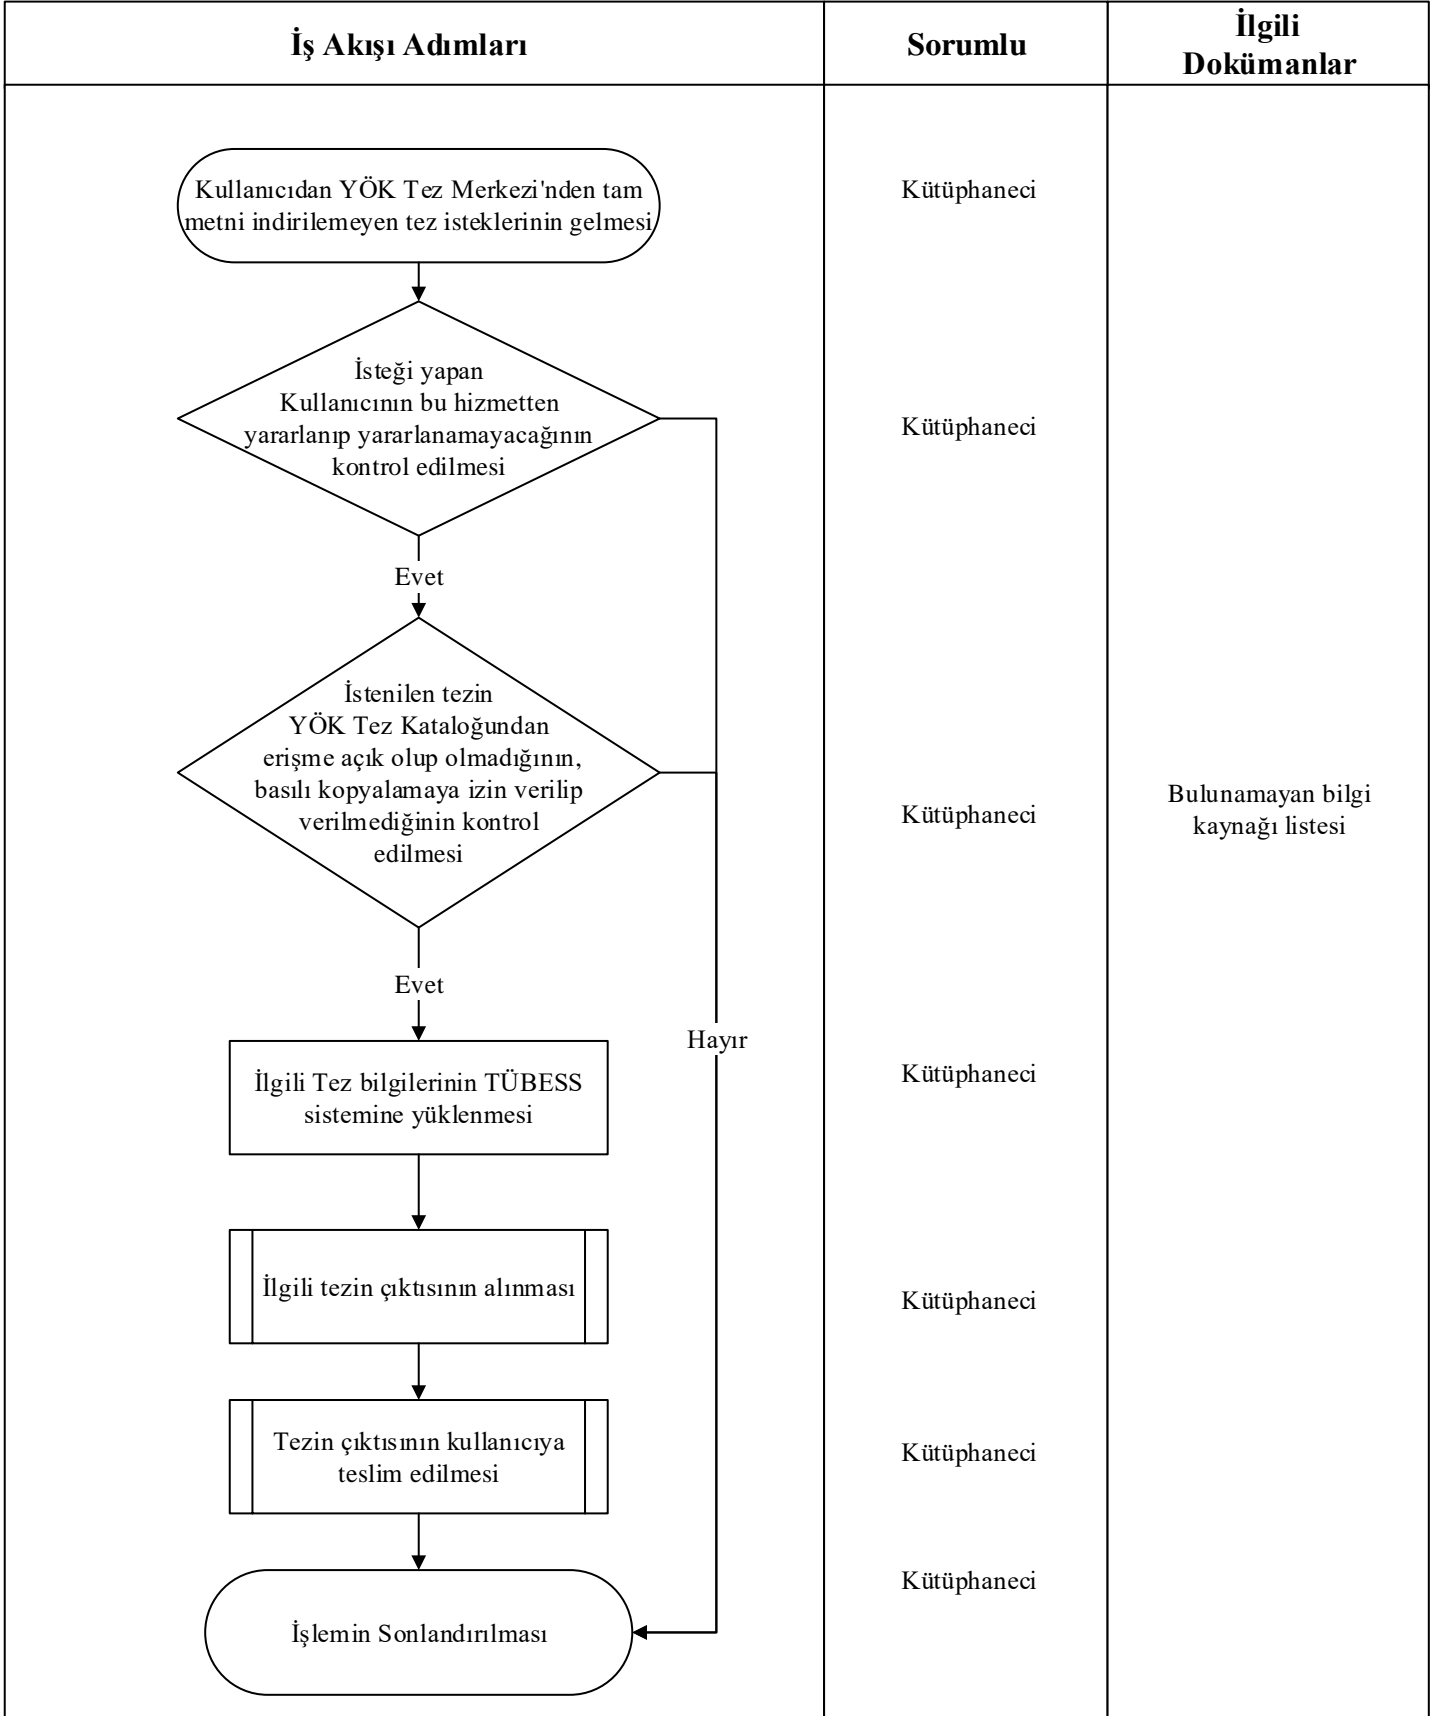 İş Akışı Adımları
Sorumlu
İlgili
Dokümanlar
Kullanıcıdan YÖK Tez Merkezi'nden tam
metni indirilemeyen tez isteklerinin gelmesi
Kütüphaneci
İsteği yapan
Kullanıcının bu hizmetten
yararlanıp yararlanamayacağının
kontrol edilmesi
Kütüphaneci
Evet
İstenilen tezin
YÖK Tez Kataloğundan
erişme açık olup olmadığının,
basılı kopyalamaya izin verilip
verilmediğinin kontrol
edilmesi
Kütüphaneci
Bulunamayan bilgi
kaynağı listesi
Evet
Hayır
İlgili Tez bilgilerinin TÜBESS
sistemine yüklenmesi
Kütüphaneci
İlgili tezin çıktısının alınması
Kütüphaneci
Tezin çıktısının kullanıcıya
teslim edilmesi
Kütüphaneci
Kütüphaneci
İşlemin Sonlandırılması